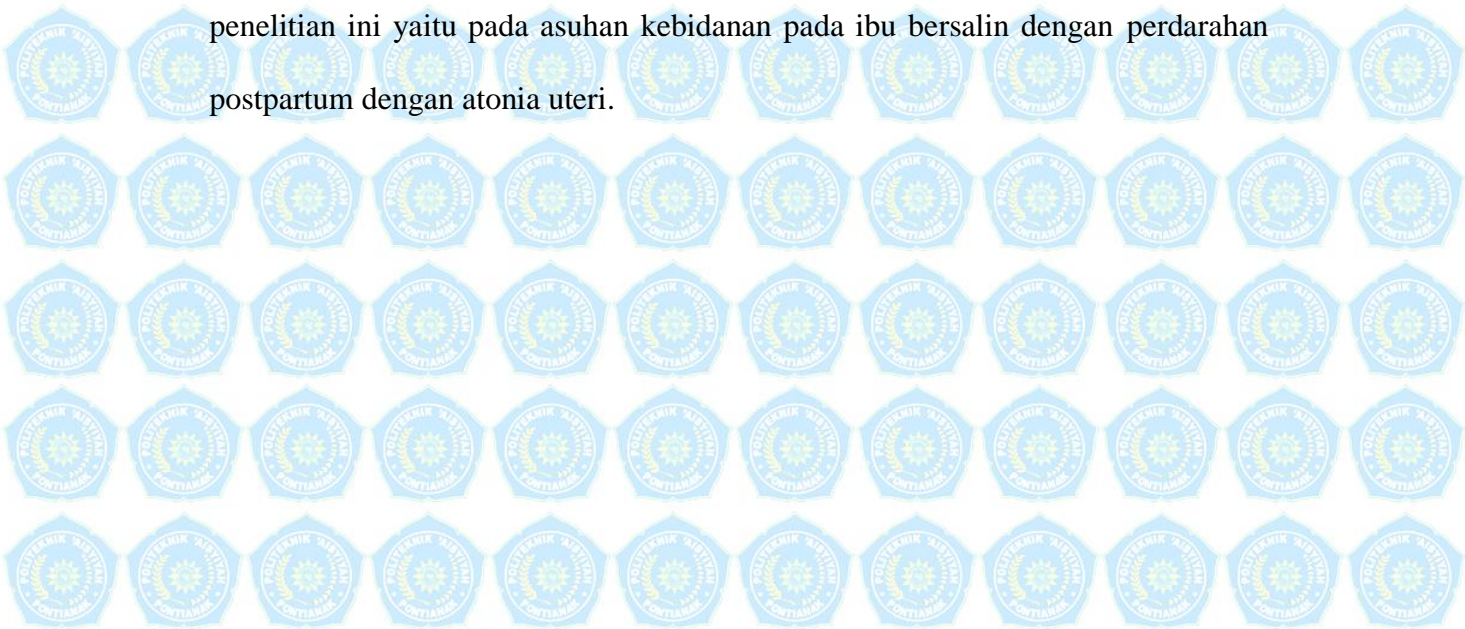 penelitian ini yaitu pada asuhan kebidanan pada ibu bersalin dengan perdarahan
postpartum dengan atonia uteri.